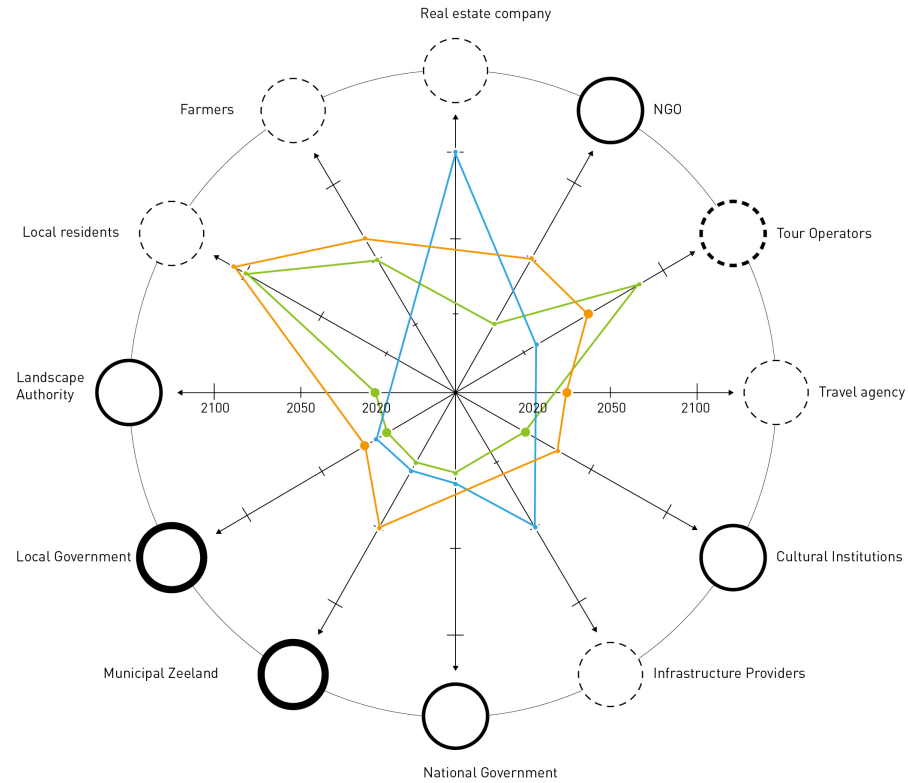 Real estate company
Farmers
NGO
Local residents
Tour Operators
Landscape
Authority
Travel agency
2100
2050
2020
2020
2050
2100
Local Government
Cultural Institutions
Municipal Zeeland
Infrastructure Providers
National Government